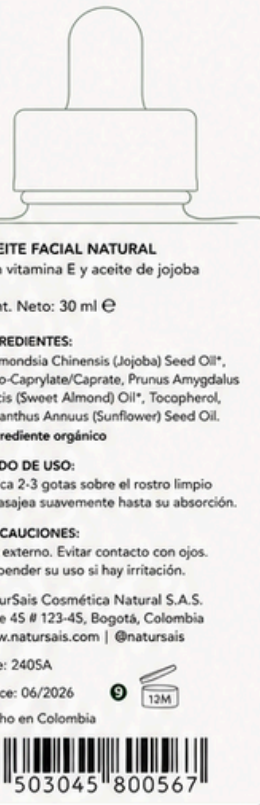 EITE FACIAL NATURAL
n vitamina E y aceite de jojoba
nt. Neto: 30 ml ℮
REDIENTES:
mondsia Chinensis (Jojoba) Seed Oil*,
o-Caprylate/Caprate, Prunus Amygdalus
cis (Sweet Almond) Oil*, Tocopherol,
anthus Annuus (Sunflower) Seed Oil.
rediente orgánico
DO DE USO:
ca 2-3 gotas sobre el rostro limpio
asajea suavemente hasta su absorción.
CAUCIONES:
externo. Evitar contacto con ojos.
pender su uso si hay irritación.
urSais Cosmética Natural S.A.S.
e 45 # 123-45, Bogotá, Colombia
w.natursais.com | @natursais
e: 240SA
ce: 06/2026
9
12M
ho en Colombia
503045 800567